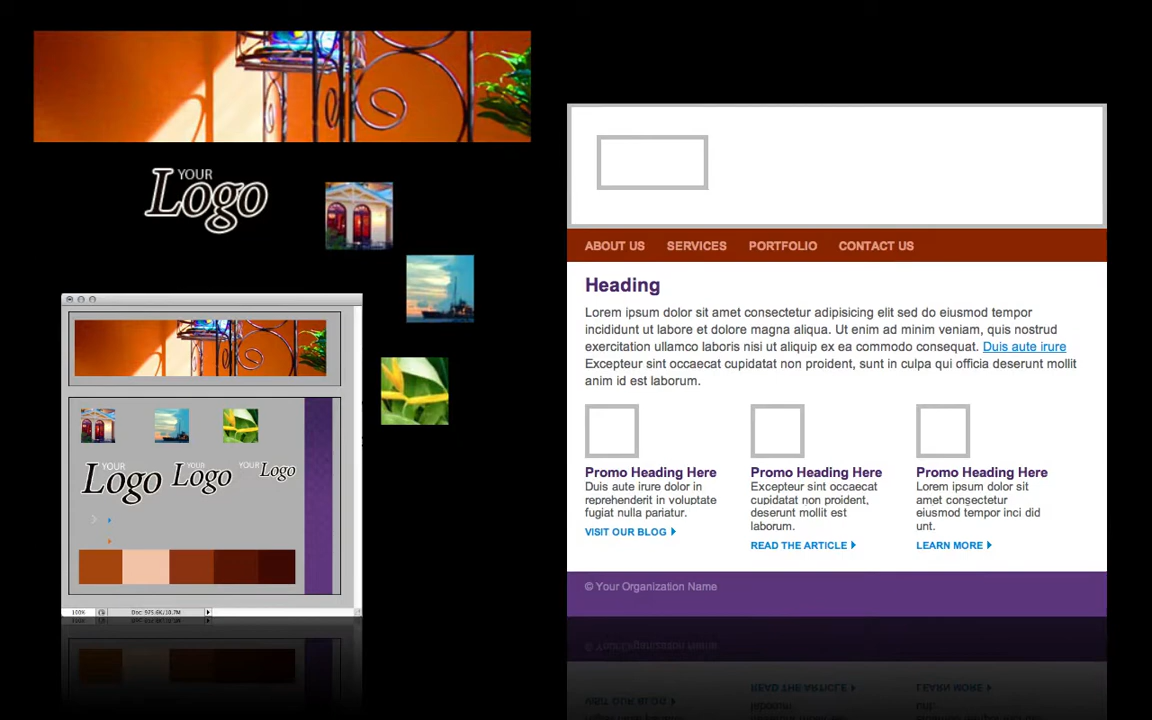 YOUR
Logo
YOUR
Logo
YOUR
Logo
YOUR
Logo
100%
Doc: 975.6K/10.7M
ABOUT US SERVICES PORTFOLIO CONTACT US
Heading
Lorem ipsum dolor sit amet consectetur adipisicing elit sed do eiusmod tempor
incididunt ut labore et dolore magna aliqua. Ut enim ad minim veniam, quis nostrud
exercitation ullamco laboris nisi ut aliquip ex ea commodo consequat. Duis aute irure
Excepteur sint occaecat cupidatat non proident, sunt in culpa qui officia deserunt mollit
anim id est laborum.
Promo Heading Here
Duis aute irure dolor in
reprehenderit in voluptate
fugiat nulla pariatur.
VISIT OUR BLOG
Promo Heading Here
Excepteur sint occaecat
cupidatat non proident,
deserunt mollit est
laborum.
READ THE ARTICLE
Promo Heading Here
Lorem ipsum dolor sit
amet consectetur
eiusmod tempor inci did
unt.
LEARN MORE
© Your Organization Name